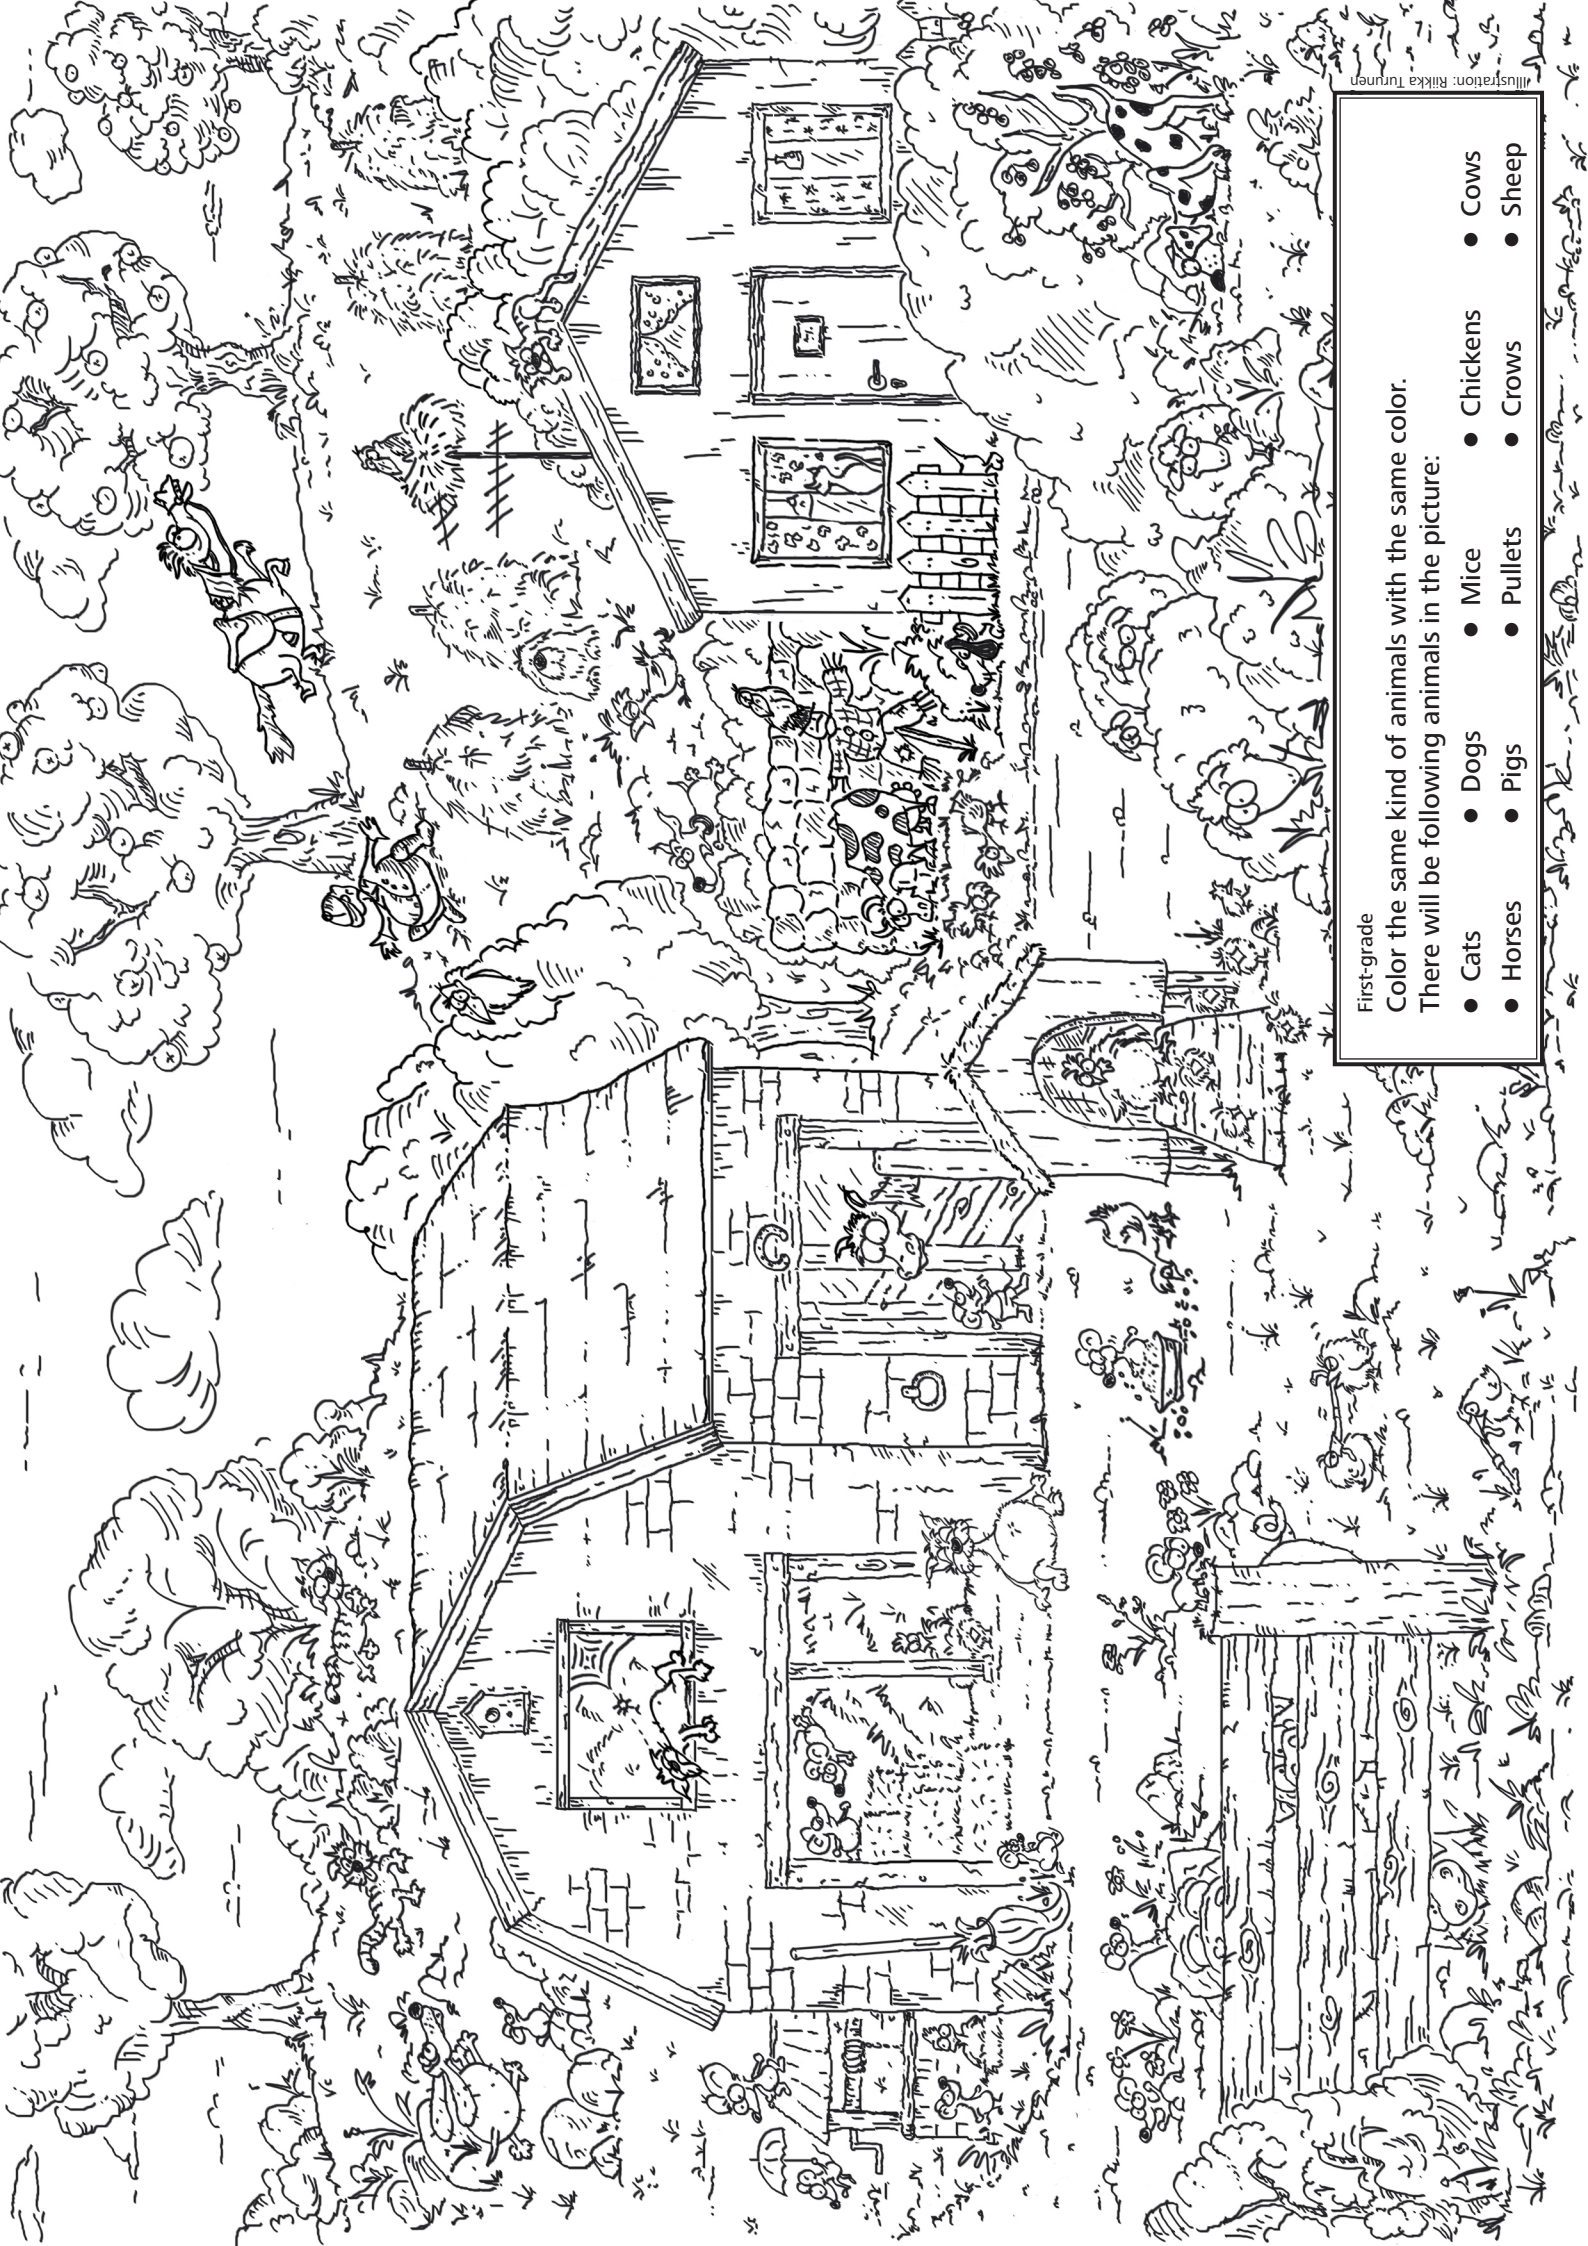 First-grade
Color the same kind of animals with the same color.
There will be following animals in the picture:
• Cats • Dogs • Mice • Chickens • Cows
• Horses • Pigs • Pullets • Crows • Sheep
Illustration: Riikka Turunen